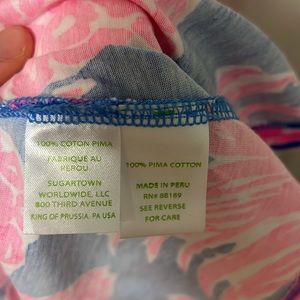 100% COTON PIMA
FABRIQUÉ AU
PÉROU
SUGARTOWN
WORLDWIDE, LLC
800 THIRD AVENUE
KING OF PRUSSIA, PA USA
100% PIMA COTTON
MADE IN PERU
RN# 86169
SEE REVERSE
FOR CARE